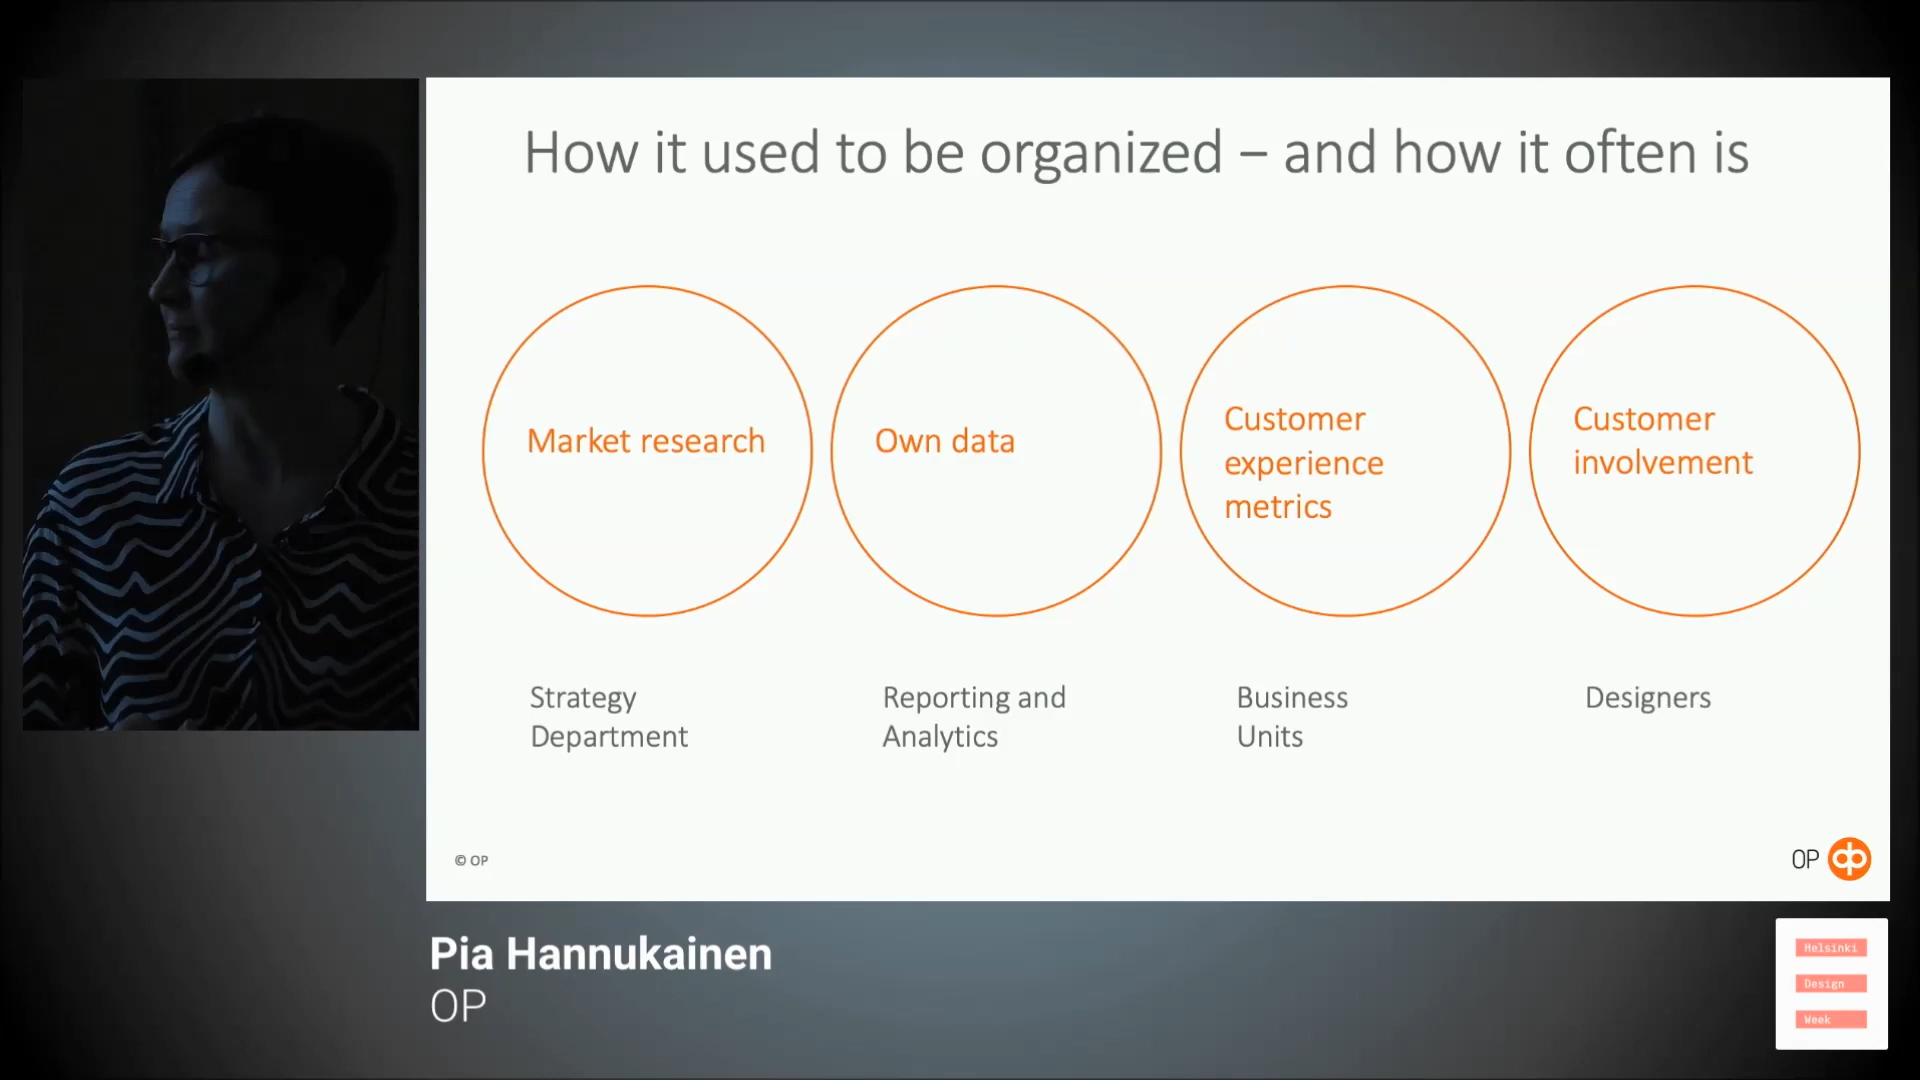 How it used to be organized – and how it often is
Market research
Own data
Customer
experience
metrics
Customer
involvement
Strategy
Department
Reporting and
Analytics
Business
Units
Designers
© OP
OP
Pia Hannukainen
OP
Helsinki
Design
Week